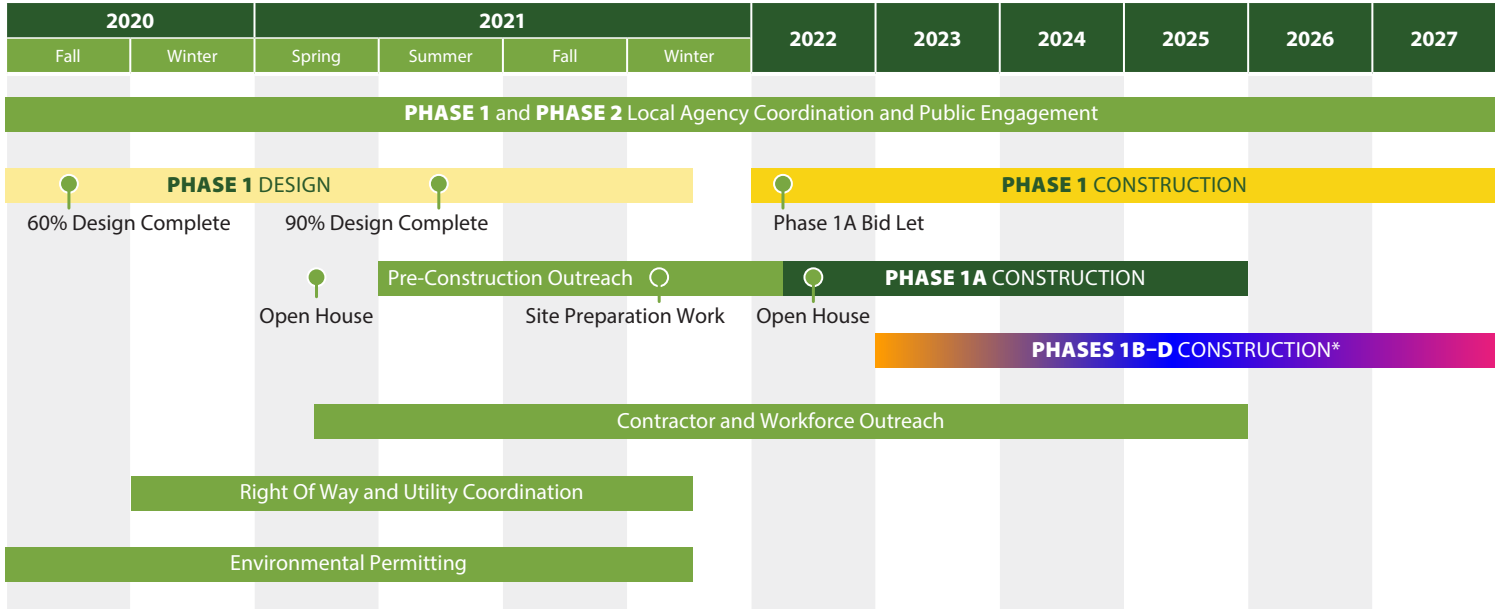 2020
2021
2022
2023
2024
2025
2026
2027
Fall
Winter
Spring
Summer
Fall
Winter
PHASE 1 and PHASE 2 Local Agency Coordination and Public Engagement
PHASE 1 DESIGN
PHASE 1 CONSTRUCTION
60% Design Complete
90% Design Complete
Phase 1A Bid Let
Pre-Construction Outreach
PHASE 1A CONSTRUCTION
Open House
Site Preparation Work
Open House
PHASES 1B–D CONSTRUCTION*
Contractor and Workforce Outreach
Right Of Way and Utility Coordination
Environmental Permitting